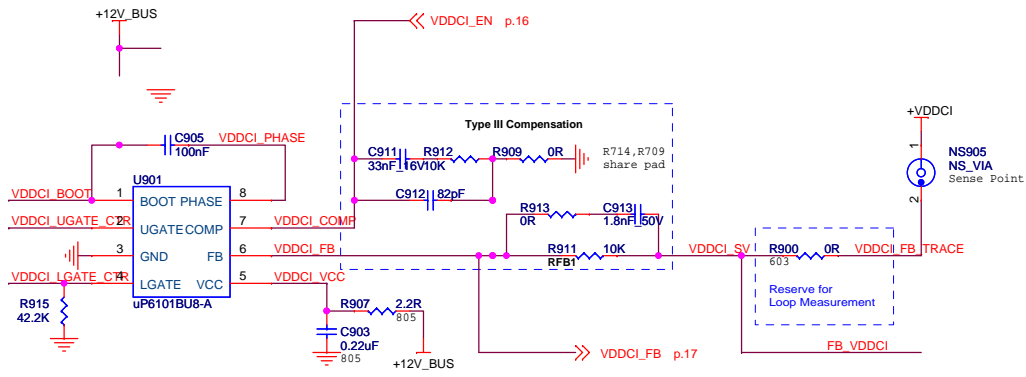 +12V_BUS
VDDCI_EN p.16
Type III Compensation
+VDDCI
C905
100nF
VDDCI_PHASE
C911
33nF_16V
R912
10K
R909
0R
R714,R709
share pad
1
NS905
NS_VIA
Sense Point
2
U901
VDDCI_BOOT
1
BOOT
PHASE
8
C912
82pF
VDDCI_UGATE_CTR
2
UGATE
COMP
7
VDDCI_COMP
R913
0R
C913
1.8nF_50V
3
GND
FB
6
VDDCI_FB
R911
10K
RFB1
VDDCI_SV
R900
0R
603
VDDCI_FB_TRACE
VDDCI_LGATE_CTR
4
LGATE
VCC
5
VDDCI_VCC
Reserve for
Loop Measurement
uP6101BU8-A
R915
42.2K
R907
2.2R
805
C903
0.22uF
805
+12V_BUS
VDDCI_FB p.17
FB_VDDCI